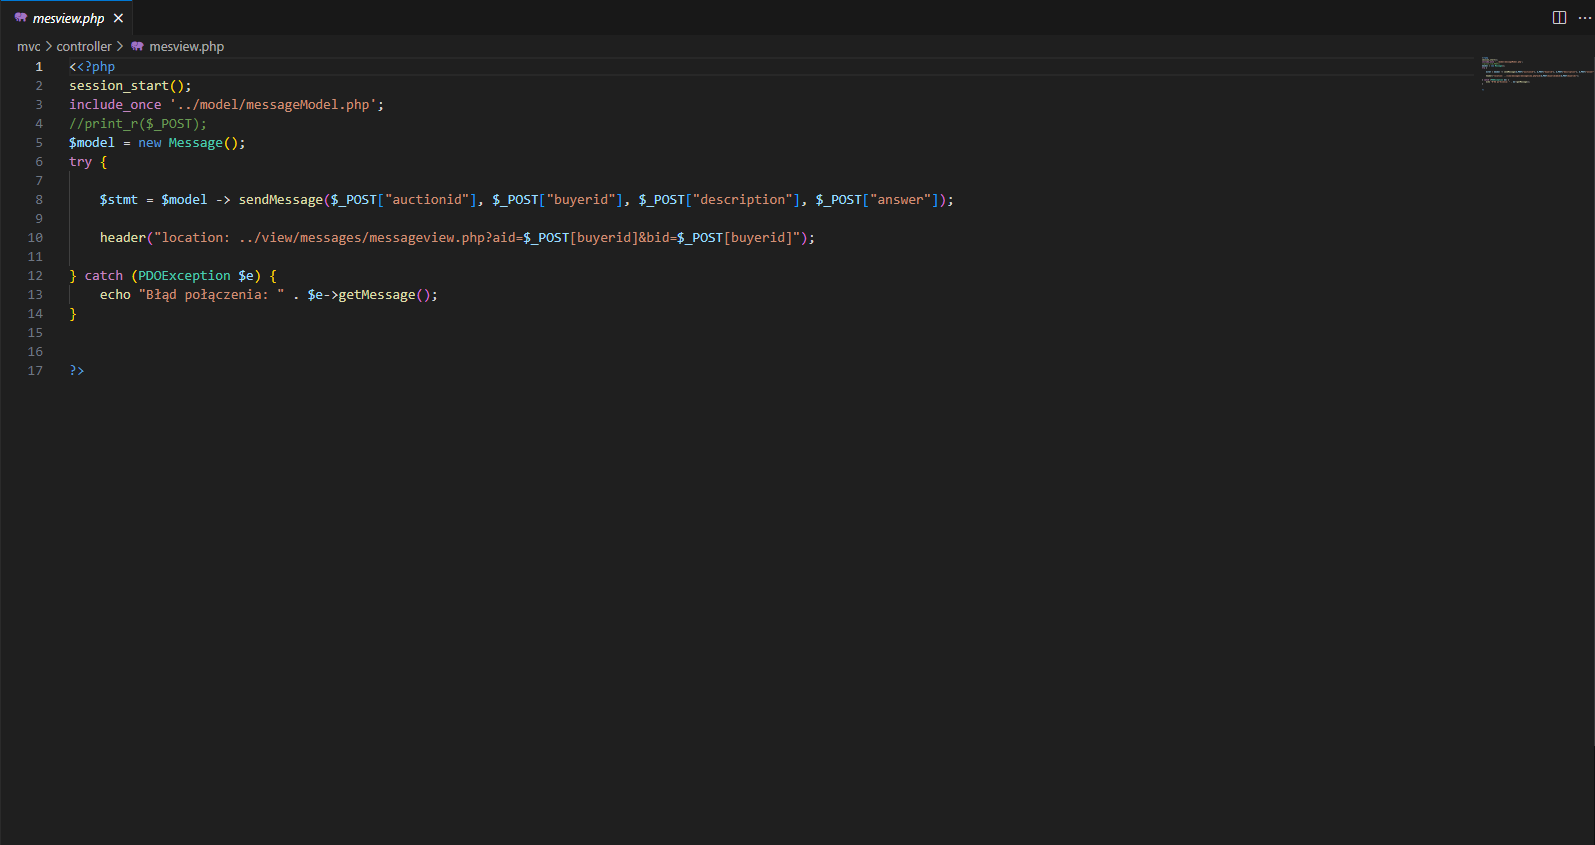 mesview.php
mvc > controller > mesview.php
1 <<?php
2 session_start();
3 include_once '../model/messageModel.php';
4 //print_r($_POST);
5 $model = new Message();
6 try {
7
8 $stmt = $model -> sendMessage($_POST["auctionid"], $_POST["buyerid"], $_POST["description"], $_POST["answer"]);
9
10 header("location: ../view/messages/messageview.php?aid=$_POST[buyerid]&bid=$_POST[buyerid]");
11
12 } catch (PDOException $e) {
13 echo "Błąd połączenia: " . $e->getMessage();
14 }
15
16
17 ?>